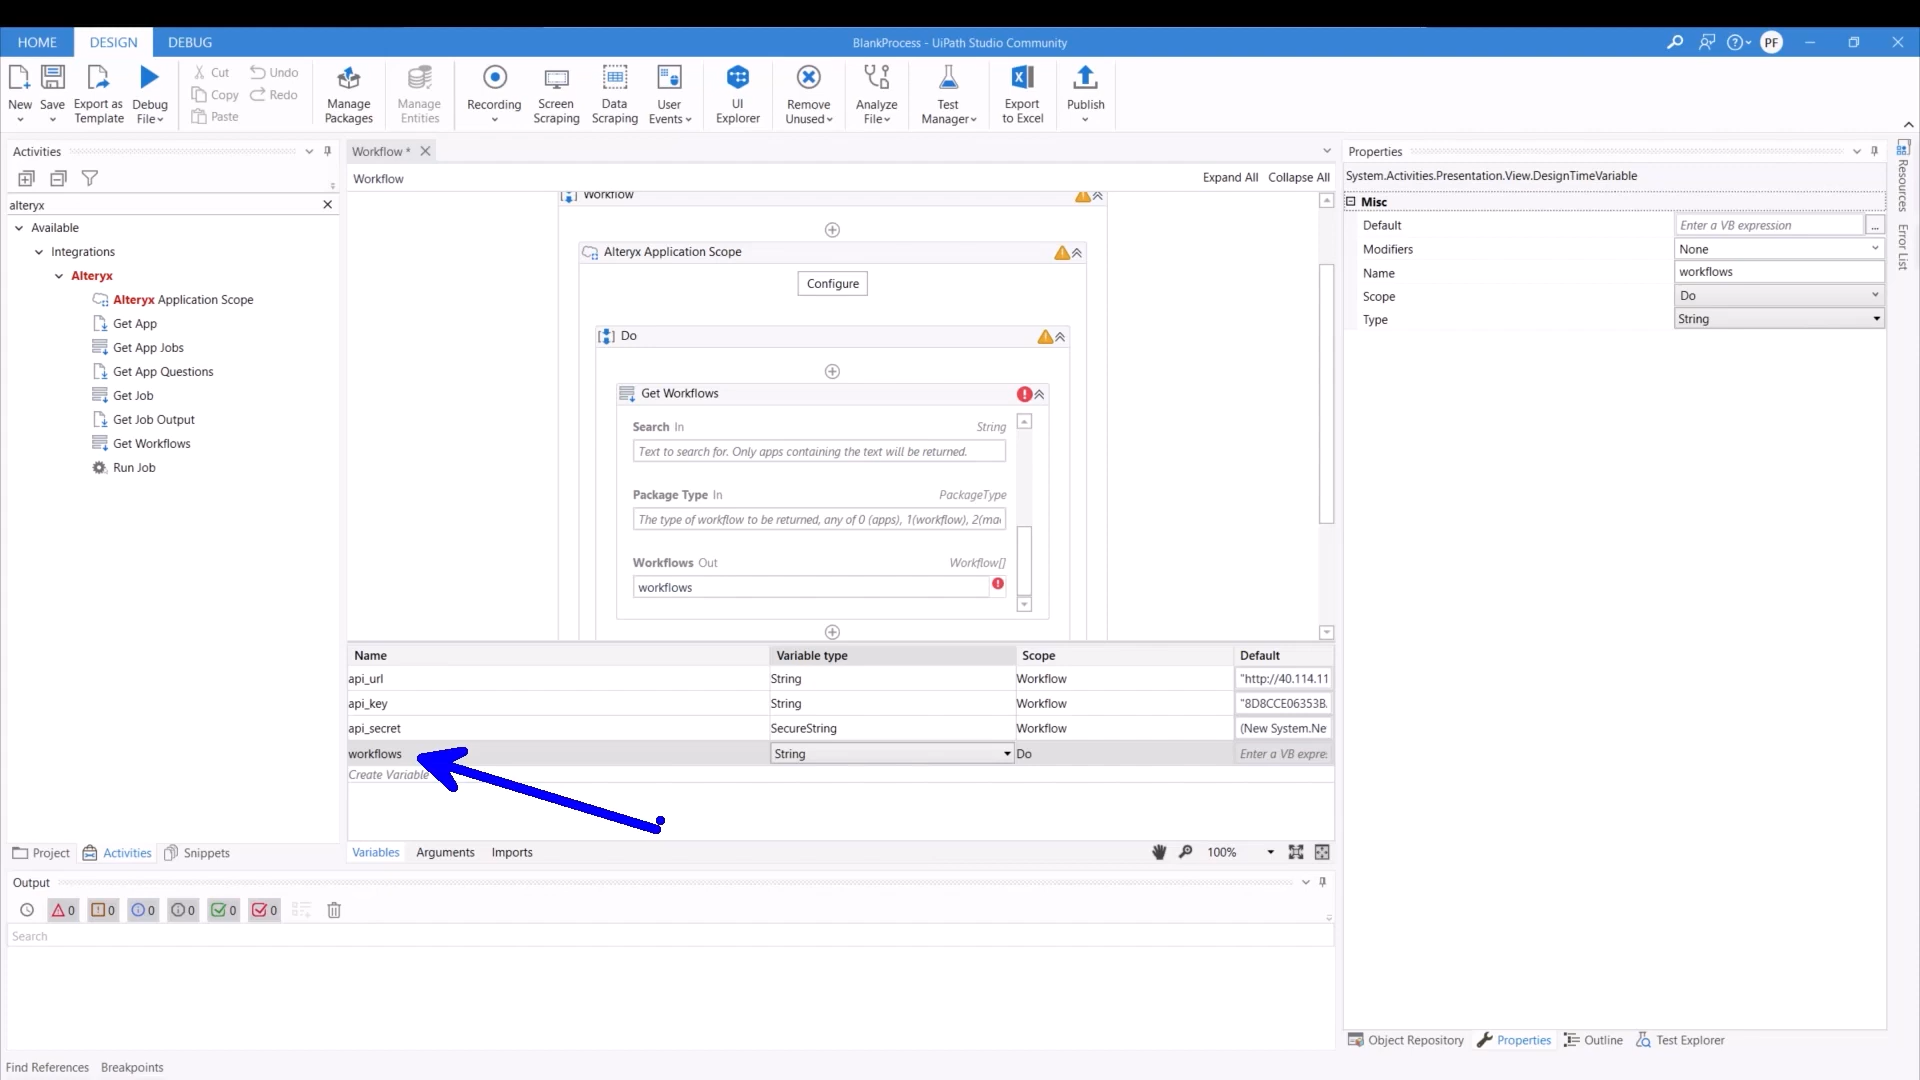 HOME DESIGN DEBUG BlankProcess - UiPath Studio Community PF
New Save Export as Template Debug File Cut Copy Paste Undo Redo Manage Packages Manage Entities Recording Screen Scraping Data Scraping User Events UI Explorer Remove Unused Analyze File Test Manager Export to Excel Publish
Activities
alteryx
Available
Integrations
Alteryx
Alteryx Application Scope
Get App
Get App Jobs
Get App Questions
Get Job
Get Job Output
Get Workflows
Run Job
Project Activities Snippets
Workflow *
Workflow Expand All Collapse All
Workflow
Alteryx Application Scope
Configure
Do
Get Workflows
Search In String
Text to search for. Only apps containing the text will be returned.
Package Type In PackageType
The type of workflow to be returned, any of 0 (apps), 1(workflow), 2(mac
Workflows Out Workflow[]
workflows
Name Variable type Scope Default
api_url String Workflow "http://40.114.11
api_key String Workflow "8D8CCE06353B.
api_secret SecureString Workflow (New System.Ne
workflows String Do Enter a VB expre:
Create Variable
Variables Arguments Imports 100%
Output
0 0 0 0 0 0
Search
Find References Breakpoints
Properties
System.Activities.Presentation.View.DesignTimeVariable
Misc
Default Enter a VB expression ...
Modifiers None
Name workflows
Scope Do
Type String
Object Repository Properties Outline Test Explorer
Resources
Error List